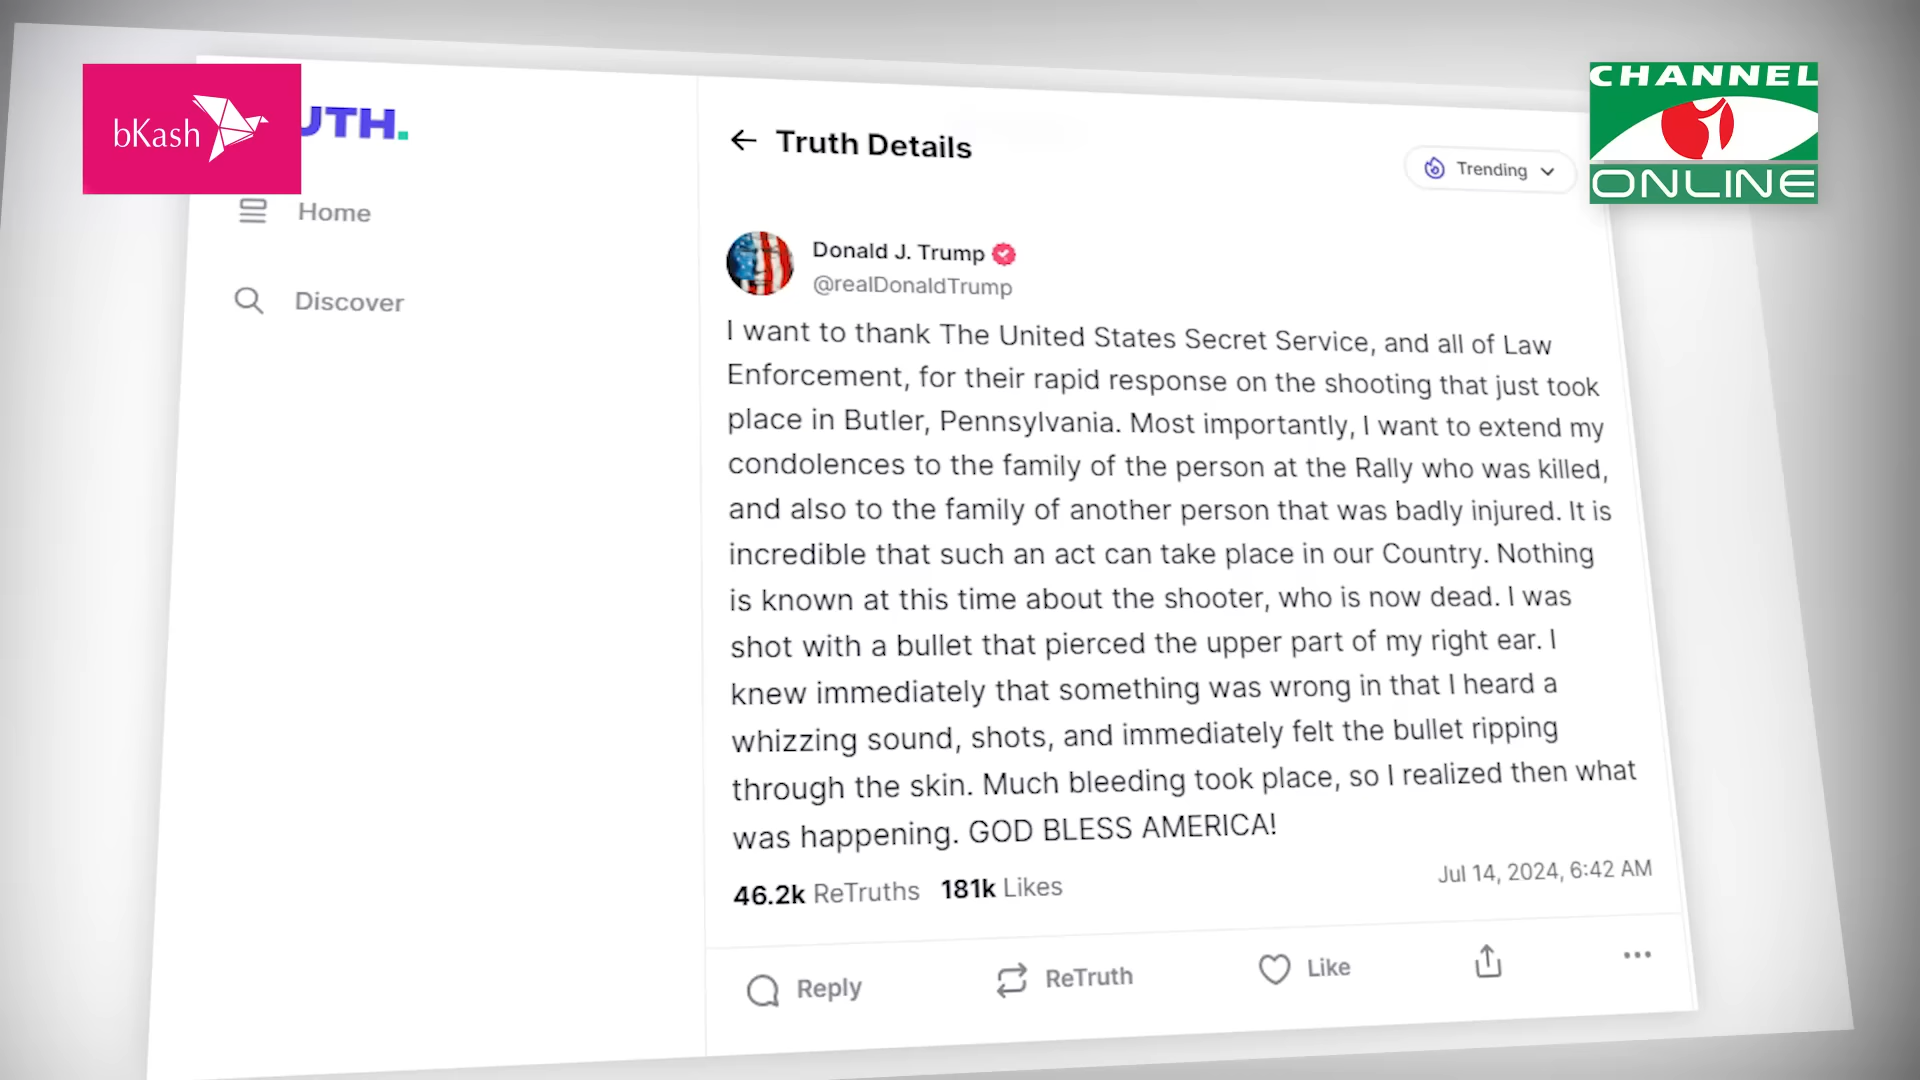 bKash
UTH.
CHANNEL
ONLINE
Home
Discover
Truth Details
Trending
Donald J. Trump
@realDonaldTrump
I want to thank The United States Secret Service, and all of Law
Enforcement, for their rapid response on the shooting that just took
place in Butler, Pennsylvania. Most importantly, I want to extend my
condolences to the family of the person at the Rally who was killed,
and also to the family of another person that was badly injured. It is
incredible that such an act can take place in our Country. Nothing
is known at this time about the shooter, who is now dead. I was
shot with a bullet that pierced the upper part of my right ear. I
knew immediately that something was wrong in that I heard a
whizzing sound, shots, and immediately felt the bullet ripping
through the skin. Much bleeding took place, so I realized then what
was happening. GOD BLESS AMERICA!
46.2k ReTruths 181k Likes
Jul 14, 2024, 6:42 AM
Reply
ReTruth
Like